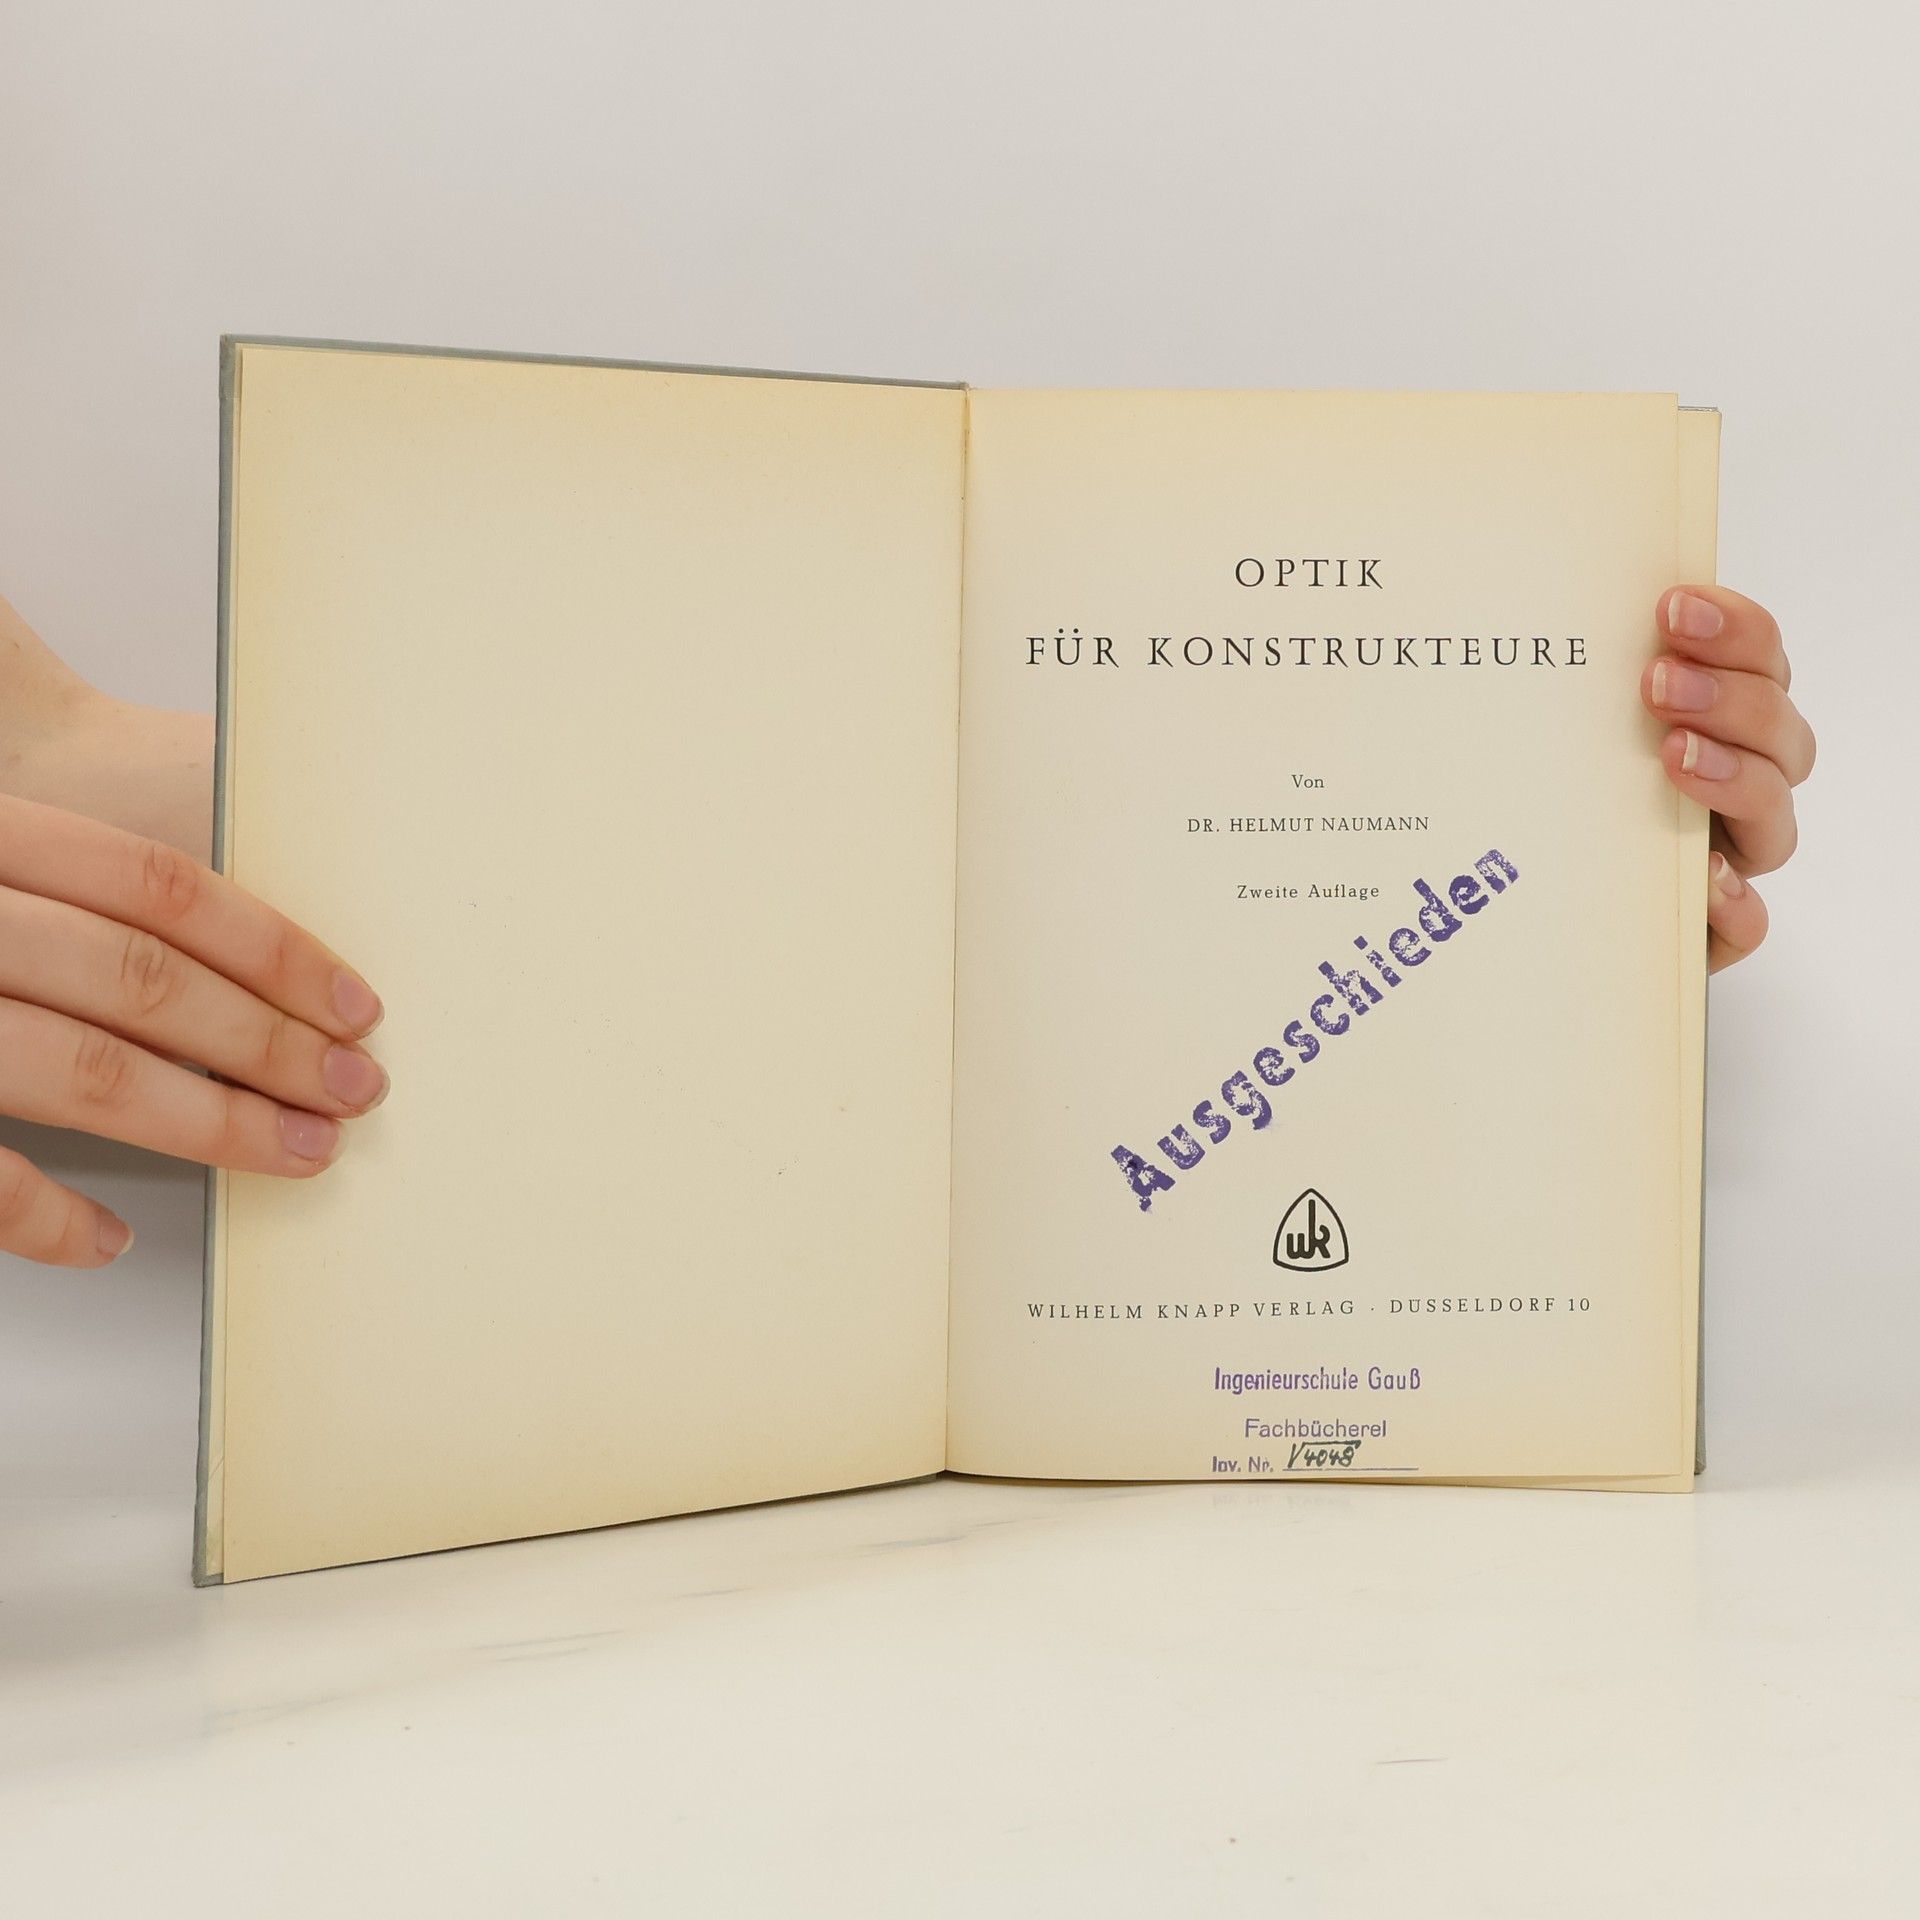 OPTIK
FÜR KONSTRUKTEURE
Von
DR. HELMUT NAUMANN
Zweite Auflage
Ausgeschieden
wk
WILHELM KNAPP VERLAG · DÜSSELDORF 10
Ingenieurschule Gauß
Fachbücherei
Inv. Nr. V4048